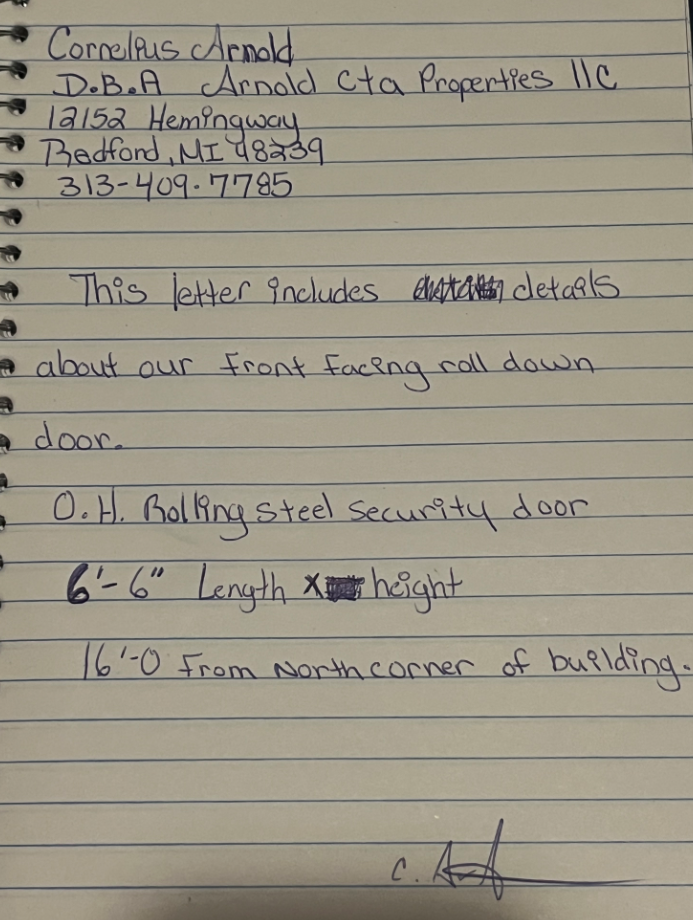 Cornelius Arnold
D.B.A Arnold Cta Properties llC
12152 Hemingway
Redford, MI 48239
313-409-7785
This letter includes details
about our front facing roll down
door.
O.H. Rolling steel security door
6'-6" Length x height
16'-0 from North corner of building.
C.